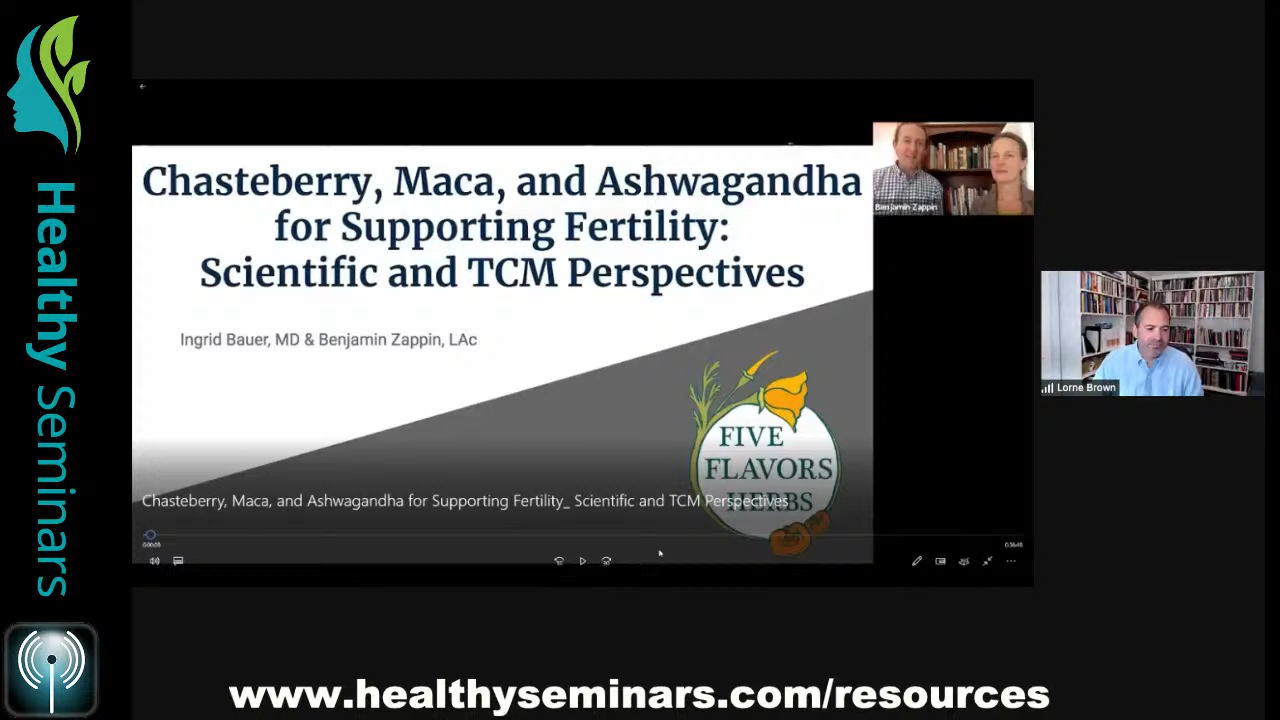 Healthy Seminars
Chasteberry, Maca, and Ashwagandha
for Supporting Fertility:
Scientific and TCM Perspectives
Ingrid Bauer, MD & Benjamin Zappin, LAc
Benjamin Zappin
Lorne Brown
FIVE
FLAVORS
HERBS
Chasteberry, Maca, and Ashwagandha for Supporting Fertility_ Scientific and TCM Perspectives
www.healthyseminars.com/resources